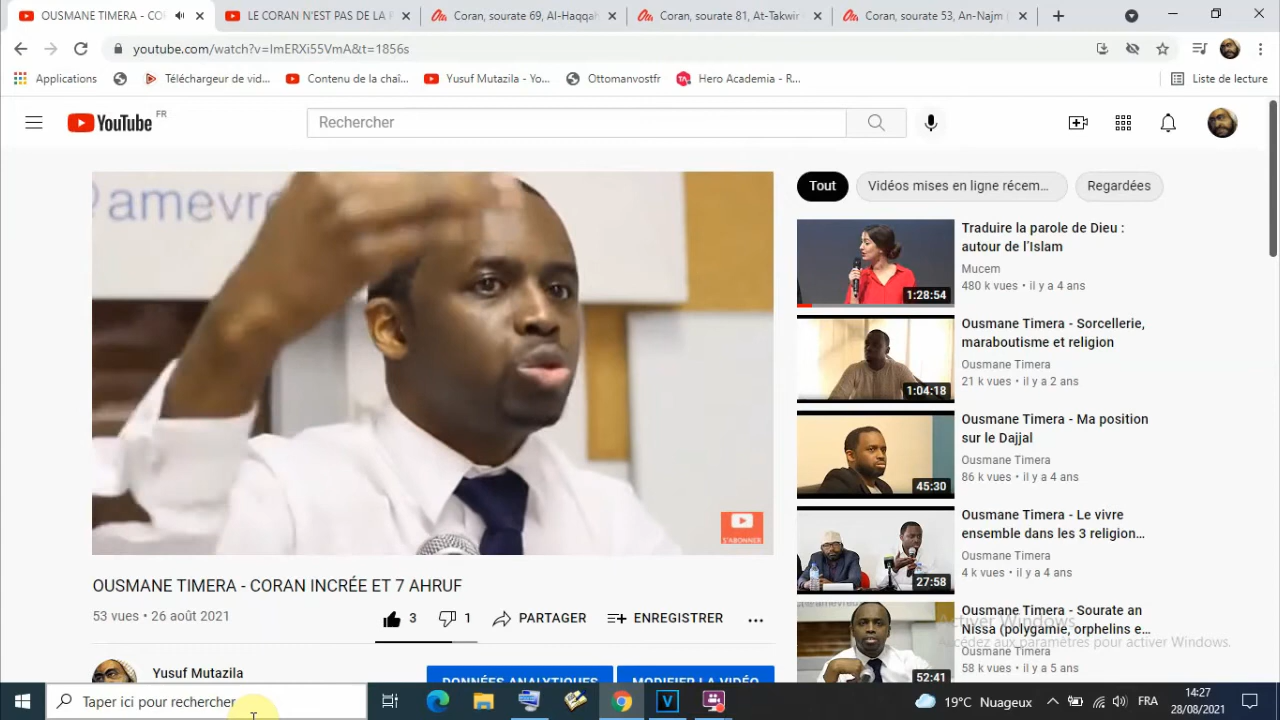 OUSMANE TIMERA - CO
LE CORAN N'EST PAS DE LA
Coran, sourate 69, Al-Haqqah
Coran, sourate 81, At-Takwir
Coran, sourate 53, An-Najm
youtube.com/watch?v=lmERXi55VmA&t=1856s
Applications
Téléchargeur de vid...
Contenu de la chaî...
Yusuf Mutazila - Yo...
Ottomanvostfr
Hero Academia - R...
Liste de lecture
YouTube FR
Rechercher
@amevr
S'ABONNER
OUSMANE TIMERA - CORAN INCRÉE ET 7 AHRUF
53 vues • 26 août 2021
3
1
PARTAGER
ENREGISTRER
Yusuf Mutazila
DONNÉES ANALYTIQUES
MODIFIER LA VIDÉO
Tout
Vidéos mises en ligne récem...
Regardées
Traduire la parole de Dieu :
autour de l'Islam
Mucem
480 k vues • il y a 4 ans
1:28:54
Ousmane Timera - Sorcellerie,
maraboutisme et religion
Ousmane Timera
21 k vues • il y a 2 ans
1:04:18
Ousmane Timera - Ma position
sur le Dajjal
Ousmane Timera
86 k vues • il y a 4 ans
45:30
Ousmane Timera - Le vivre
ensemble dans les 3 religion...
Ousmane Timera
4 k vues • il y a 4 ans
27:58
Ousmane Timera - Sourate an
Nissa (polygamie, orphelins e...
Ousmane Timera
58 k vues • il y a 5 ans
52:41
Activer Windows
Accédez aux paramètres pour activer Windows.
Taper ici pour rechercher
19°C Nuageux
FRA
14:27
28/08/2021